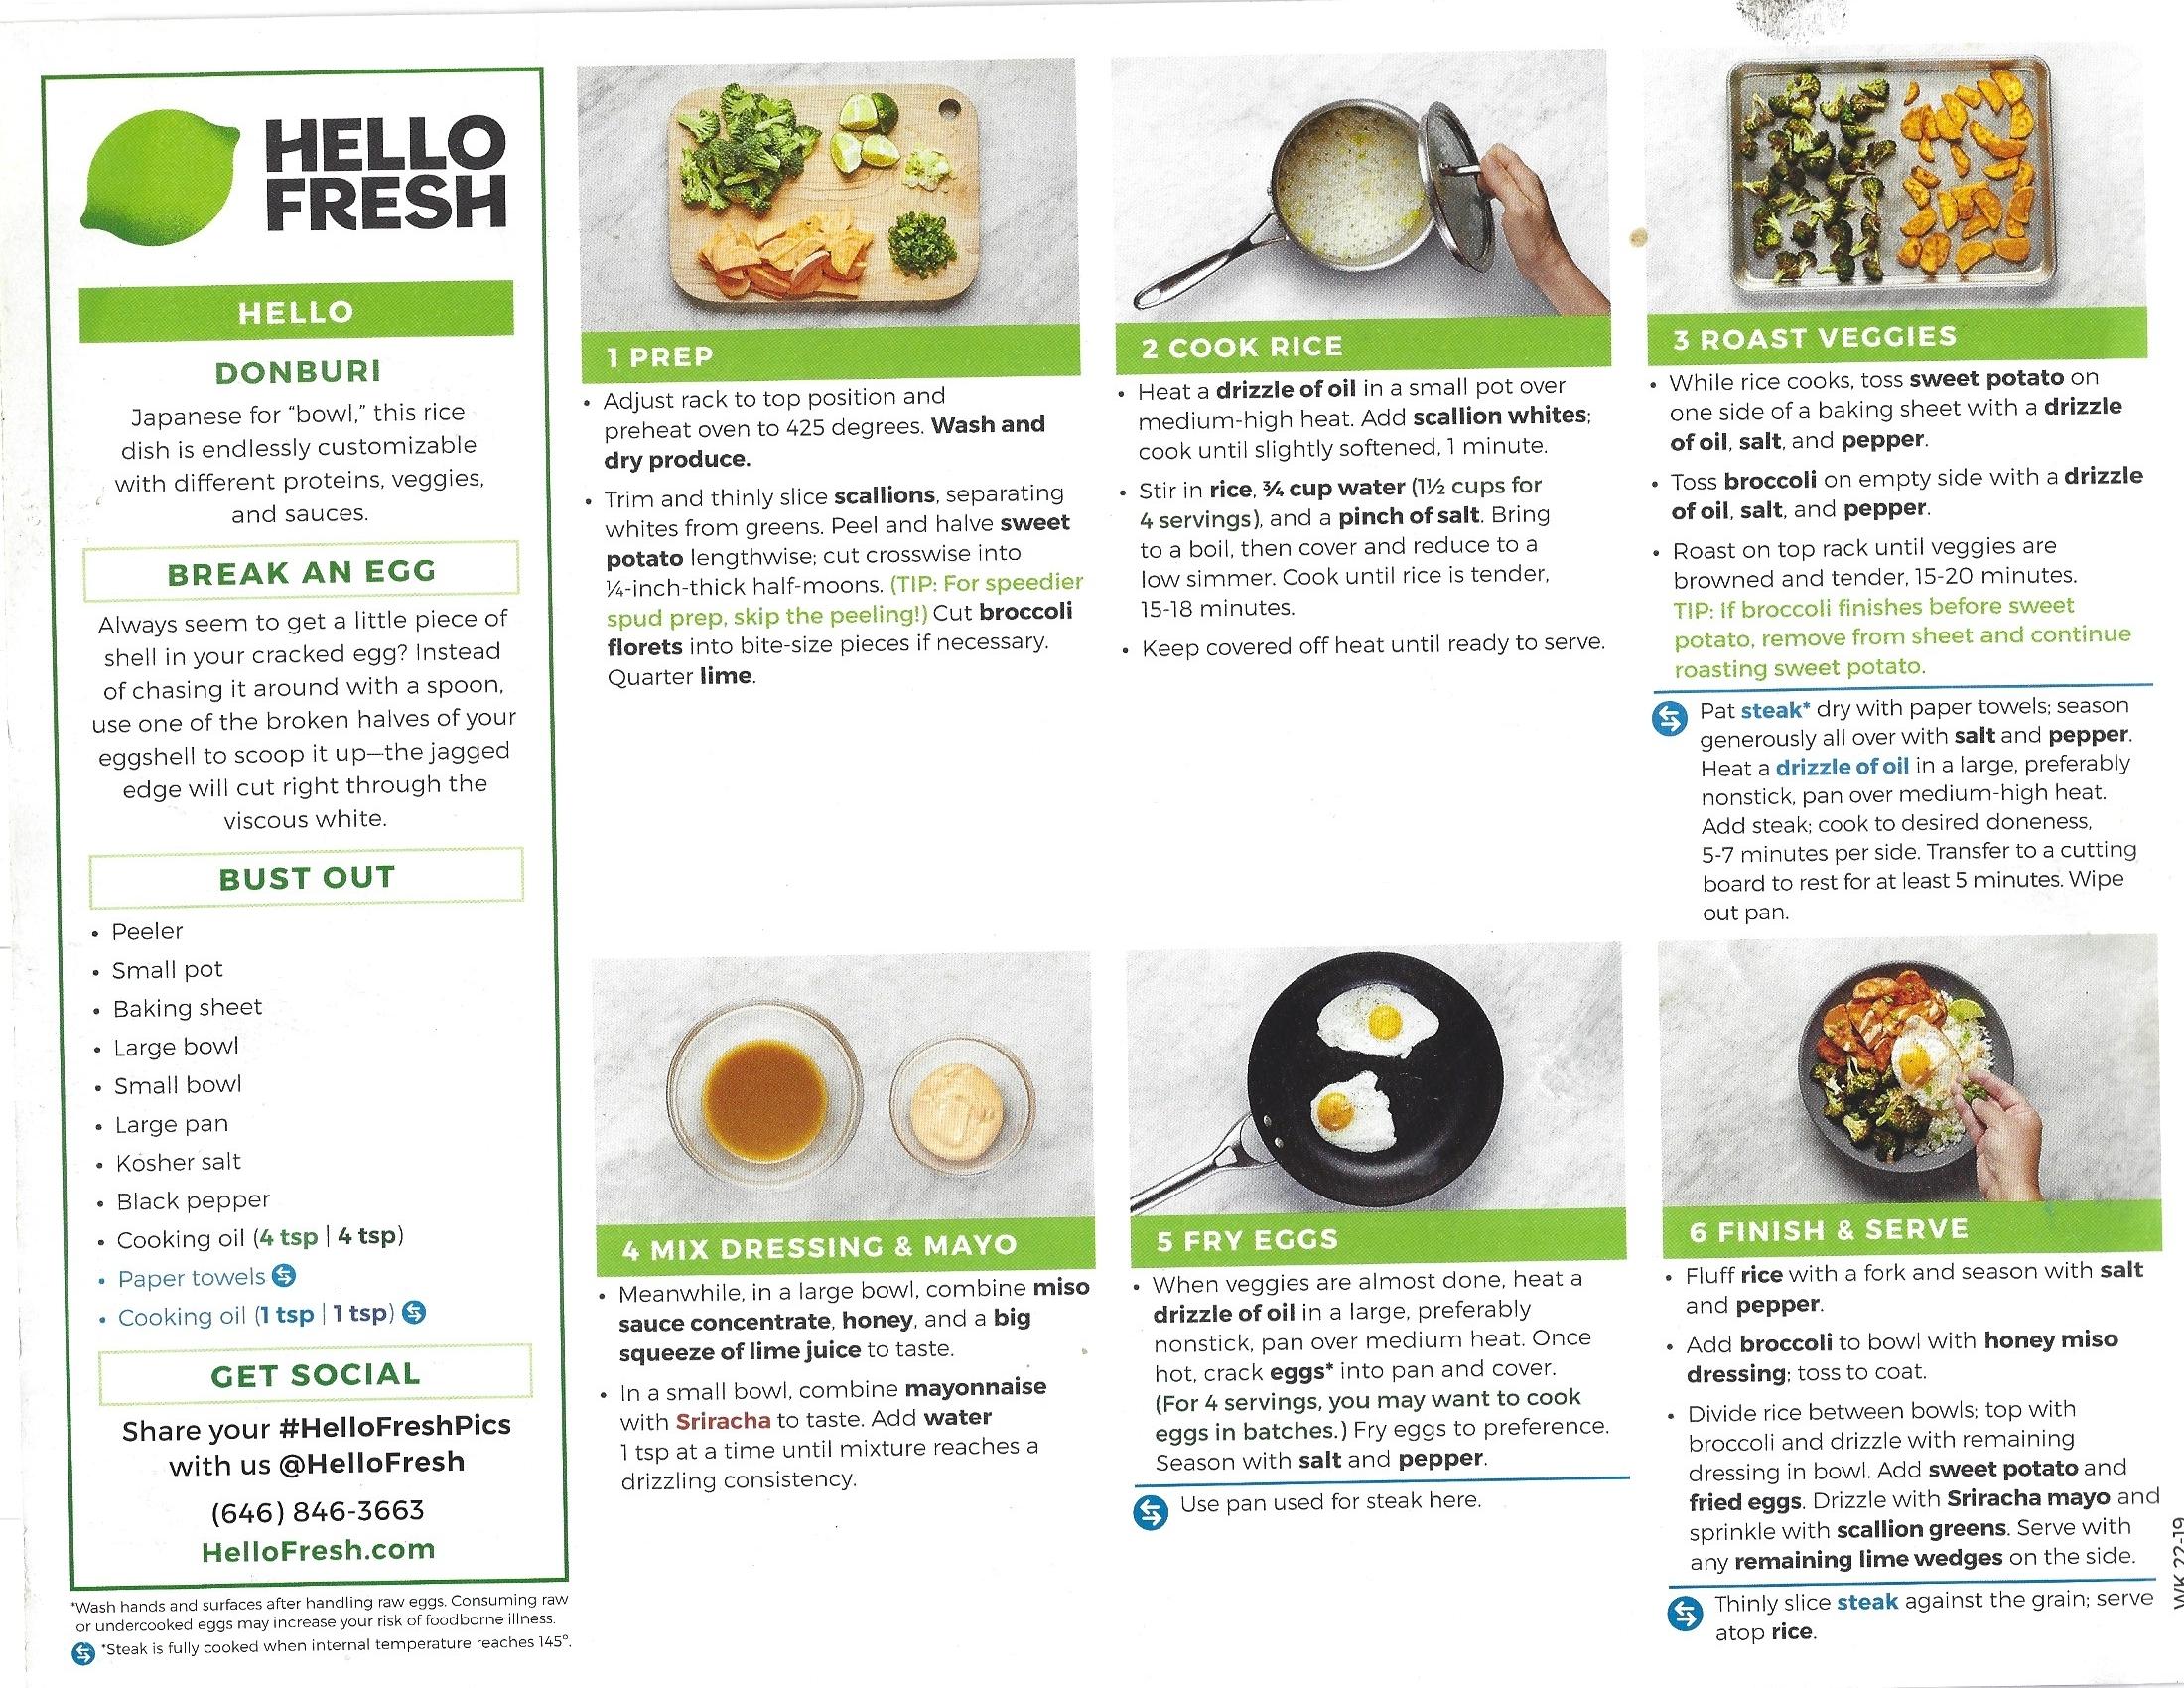 HELLO
FRESH
HELLO
DONBURI
Japanese for “bowl,” this rice
dish is endlessly customizable
with different proteins, veggies,
and sauces.
BREAK AN EGG
Always seem to get a little piece of
shell in your cracked egg? Instead
of chasing it around with a spoon,
use one of the broken halves of your
eggshell to scoop it up—the jagged
edge will cut right through the
viscous white.
BUST OUT
• Peeler
• Small pot
• Baking sheet
• Large bowl
• Small bowl
• Large pan
• Kosher salt
• Black pepper
• Cooking oil (4 tsp | 4 tsp)
• Paper towels
• Cooking oil (1 tsp | 1 tsp)
GET SOCIAL
Share your #HelloFreshPics
with us @HelloFresh
(646) 846-3663
HelloFresh.com
*Wash hands and surfaces after handling raw eggs. Consuming raw
or undercooked eggs may increase your risk of foodborne illness.
*Steak is fully cooked when internal temperature reaches 145°.
1 PREP
• Adjust rack to top position and
preheat oven to 425 degrees. Wash and
dry produce.
• Trim and thinly slice scallions, separating
whites from greens. Peel and halve sweet
potato lengthwise; cut crosswise into
¼-inch-thick half-moons. (TIP: For speedier
spud prep, skip the peeling!) Cut broccoli
florets into bite-size pieces if necessary.
Quarter lime.
2 COOK RICE
• Heat a drizzle of oil in a small pot over
medium-high heat. Add scallion whites;
cook until slightly softened, 1 minute.
• Stir in rice, ¾ cup water (1½ cups for
4 servings), and a pinch of salt. Bring
to a boil, then cover and reduce to a
low simmer. Cook until rice is tender,
15-18 minutes.
• Keep covered off heat until ready to serve.
3 ROAST VEGGIES
• While rice cooks, toss sweet potato on
one side of a baking sheet with a drizzle
of oil, salt, and pepper.
• Toss broccoli on empty side with a drizzle
of oil, salt, and pepper.
• Roast on top rack until veggies are
browned and tender, 15-20 minutes.
TIP: If broccoli finishes before sweet
potato, remove from sheet and continue
roasting sweet potato.
Pat steak* dry with paper towels; season
generously all over with salt and pepper.
Heat a drizzle of oil in a large, preferably
nonstick, pan over medium-high heat.
Add steak; cook to desired doneness,
5-7 minutes per side. Transfer to a cutting
board to rest for at least 5 minutes. Wipe
out pan.
4 MIX DRESSING & MAYO
• Meanwhile, in a large bowl, combine miso
sauce concentrate, honey, and a big
squeeze of lime juice to taste.
• In a small bowl, combine mayonnaise
with Sriracha to taste. Add water
1 tsp at a time until mixture reaches a
drizzling consistency.
5 FRY EGGS
• When veggies are almost done, heat a
drizzle of oil in a large, preferably
nonstick, pan over medium heat. Once
hot, crack eggs* into pan and cover.
(For 4 servings, you may want to cook
eggs in batches.) Fry eggs to preference.
Season with salt and pepper.
Use pan used for steak here.
6 FINISH & SERVE
• Fluff rice with a fork and season with salt
and pepper.
• Add broccoli to bowl with honey miso
dressing; toss to coat.
• Divide rice between bowls; top with
broccoli and drizzle with remaining
dressing in bowl. Add sweet potato and
fried eggs. Drizzle with Sriracha mayo and
sprinkle with scallion greens. Serve with
any remaining lime wedges on the side.
Thinly slice steak against the grain; serve
atop rice.
WK 22-19